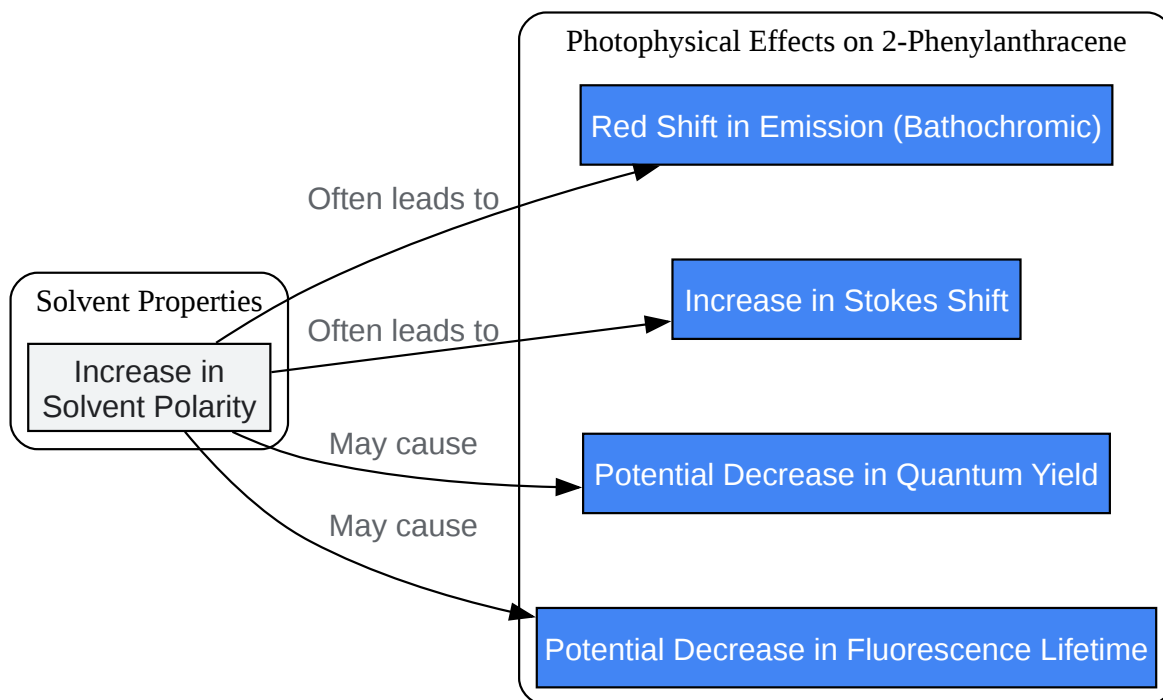 Photophysical Effects on 2-Phenylanthracene
Red Shift in Emission (Bathochromic)
Often leads to
Solvent Properties
Increase in Stokes Shift
Often leads to
Increase in
Solvent Polarity
May cause
Potential Decrease in Quantum Yield
May cause
Potential Decrease in Fluorescence Lifetime